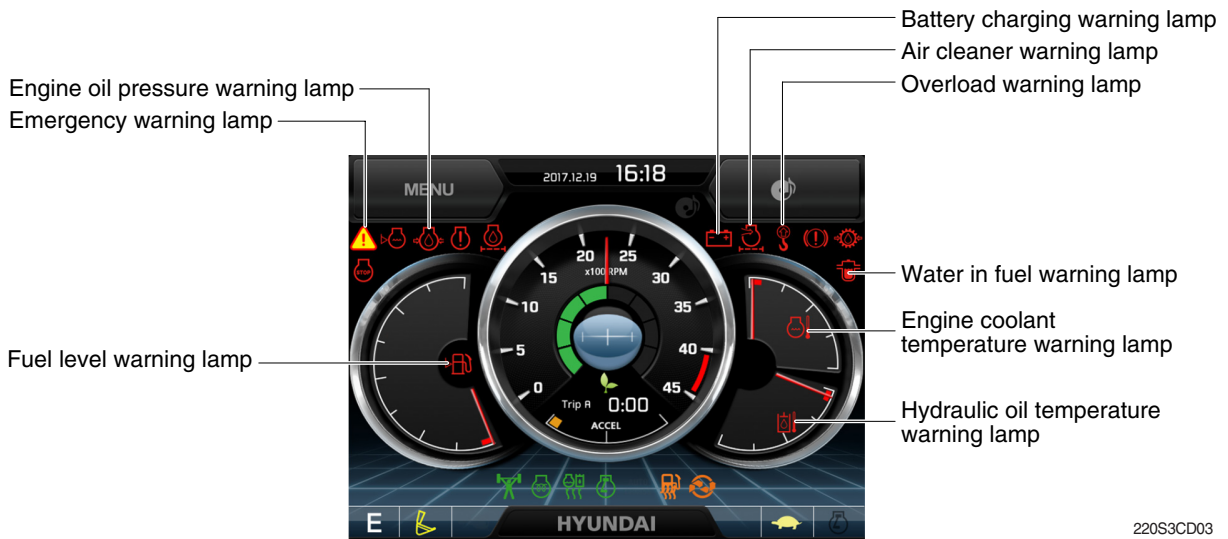 Battery charging warning lamp
Air cleaner warning lamp
Overload warning lamp
Engine oil pressure warning lamp
Emergency warning lamp
MENU
2017.12.19 16:18
STOP
Water in fuel warning lamp
Engine coolant
temperature warning lamp
Fuel level warning lamp
Hydraulic oil temperature
warning lamp
0
5
10
15
20
25
30
35
40
45
x100 RPM
Trip A 0:00
ACCEL
E
HYUNDAI
220S3CD03